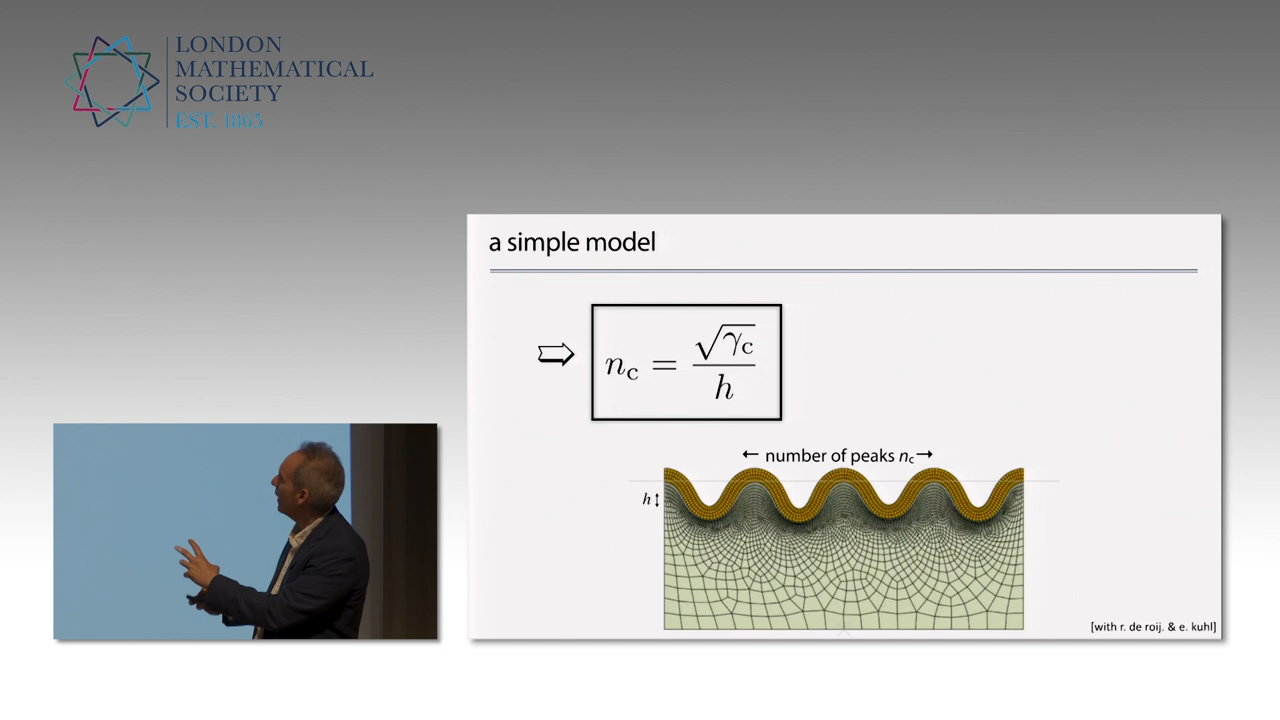 LONDON
MATHEMATICAL
SOCIETY
EST. 1865
a simple model
⇨ n_c = √γ_c / h
← number of peaks n_c →
h ↕
[with r. de roij. & e. kuhl]